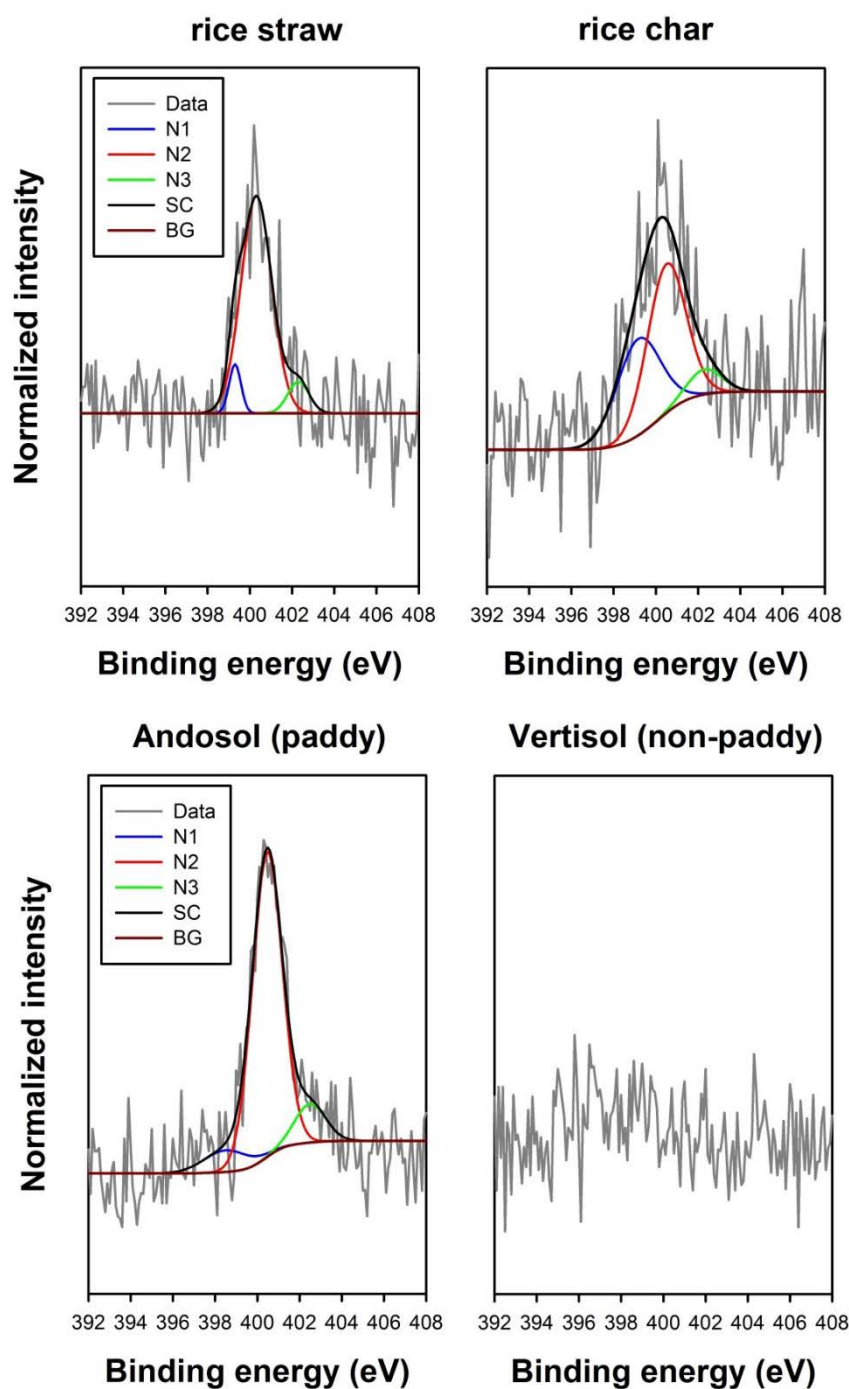 rice straw
rice char
Data
N1
N2
N3
SC
BG
Normalized intensity
392 394 396 398 400 402 404 406 408
392 394 396 398 400 402 404 406 408
Binding energy (eV)
Binding energy (eV)
Andosol (paddy)
Vertisol (non-paddy)
Data
N1
N2
N3
SC
BG
Normalized intensity
392 394 396 398 400 402 404 406 408
392 394 396 398 400 402 404 406 408
Binding energy (eV)
Binding energy (eV)